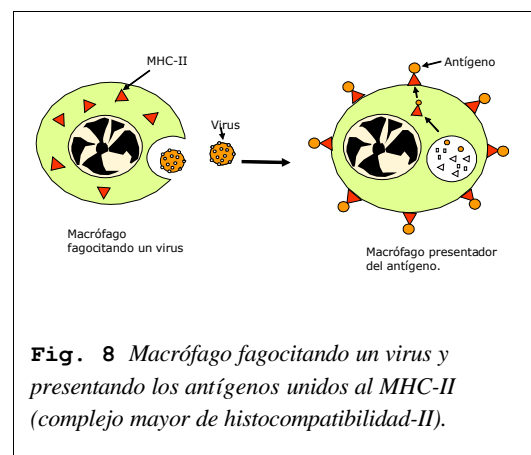 MHC-II
Antígeno
Virus
Macrófago
fagocitando un virus
Macrófago presentador
del antígeno.
Fig. 8 Macrófago fagocitando un virus y
presentando los antígenos unidos al MHC-II
(complejo mayor de histocompatibilidad-II).